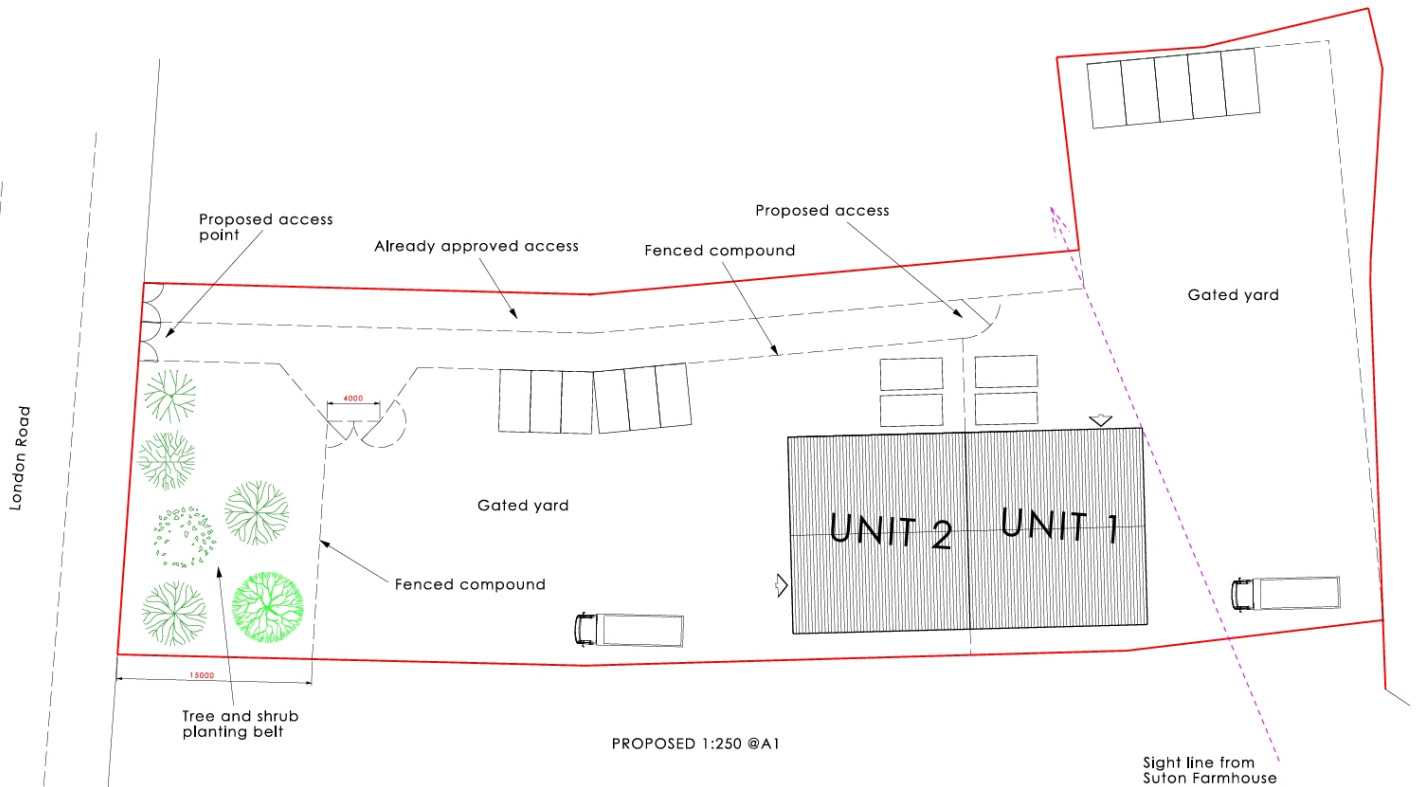 Proposed access
point
Already approved access
Proposed access
Fenced compound
Gated yard
4000
London Road
Gated yard
UNIT 2
UNIT 1
Fenced compound
15000
Tree and shrub
planting belt
PROPOSED 1:250 @A1
Sight line from
Suton Farmhouse